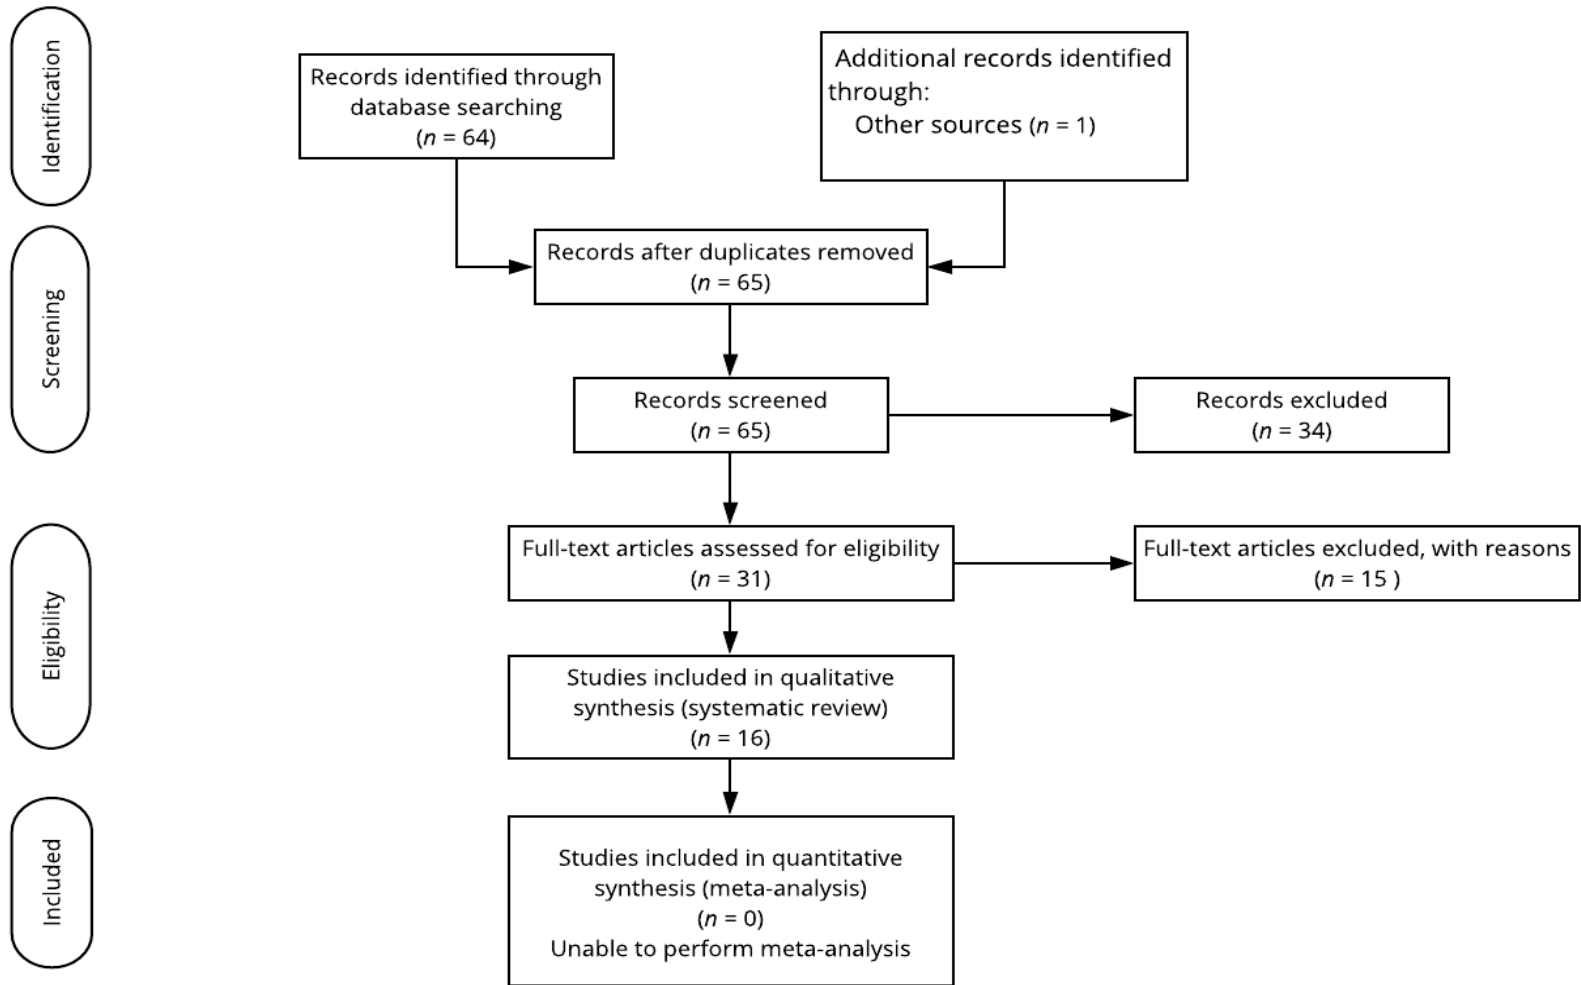 Identification
Records identified through
database searching
(n = 64)
Additional records identified
through:
Other sources (n = 1)
Screening
Records after duplicates removed
(n = 65)
Records screened
(n = 65)
Records excluded
(n = 34)
Eligibility
Full-text articles assessed for eligibility
(n = 31)
Full-text articles excluded, with reasons
(n = 15 )
Studies included in qualitative
synthesis (systematic review)
(n = 16)
Included
Studies included in quantitative
synthesis (meta-analysis)
(n = 0)
Unable to perform meta-analysis